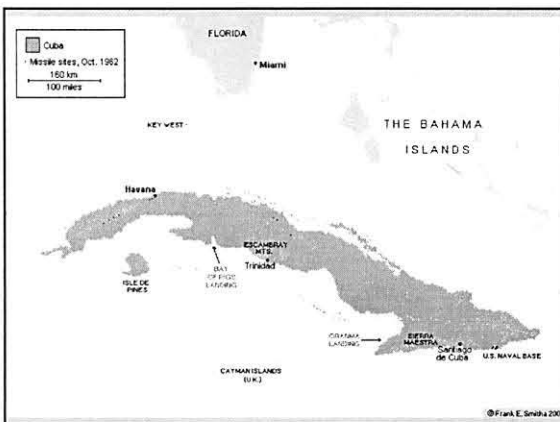 FLORIDA
Cuba
Missile sites, Oct. 1962
160 km
100 miles
Miami
KEY WEST
THE BAHAMA
ISLANDS
Havana
ESCAMBRAY
MTS.
Trinidad
BAY
OF PIGS
LANDING
ISLE DE
PINES
GRANMA
LANDING
SIERRA
MAESTRA
Santiago
de Cuba
U.S. NAVAL BASE
CAYMAN ISLANDS
(U.K.)
© Frank E. Smitha